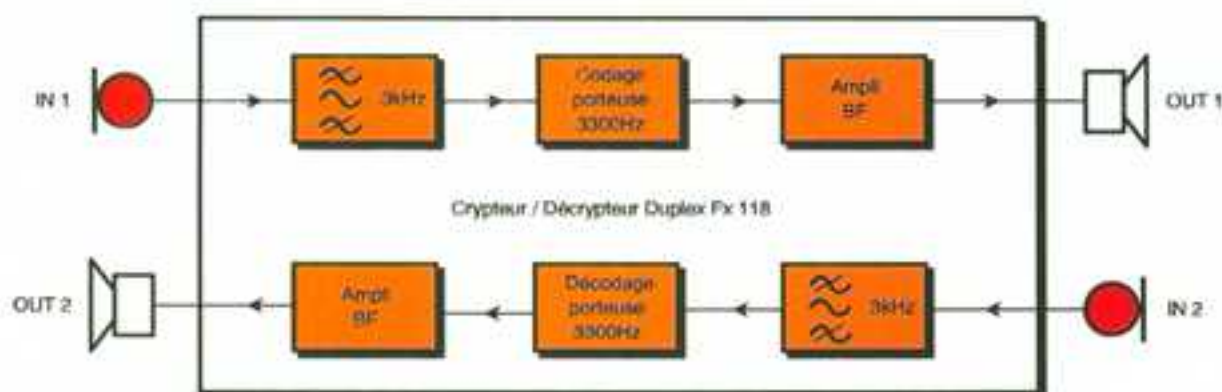 IN 1
3kHz
Codage
porteuse
3300Hz
Ampli
BF
OUT 1
Crypteur / Décrypteur Duplex Fx 118
OUT 2
Ampli
BF
Décodage
porteuse
3300Hz
3kHz
IN 2